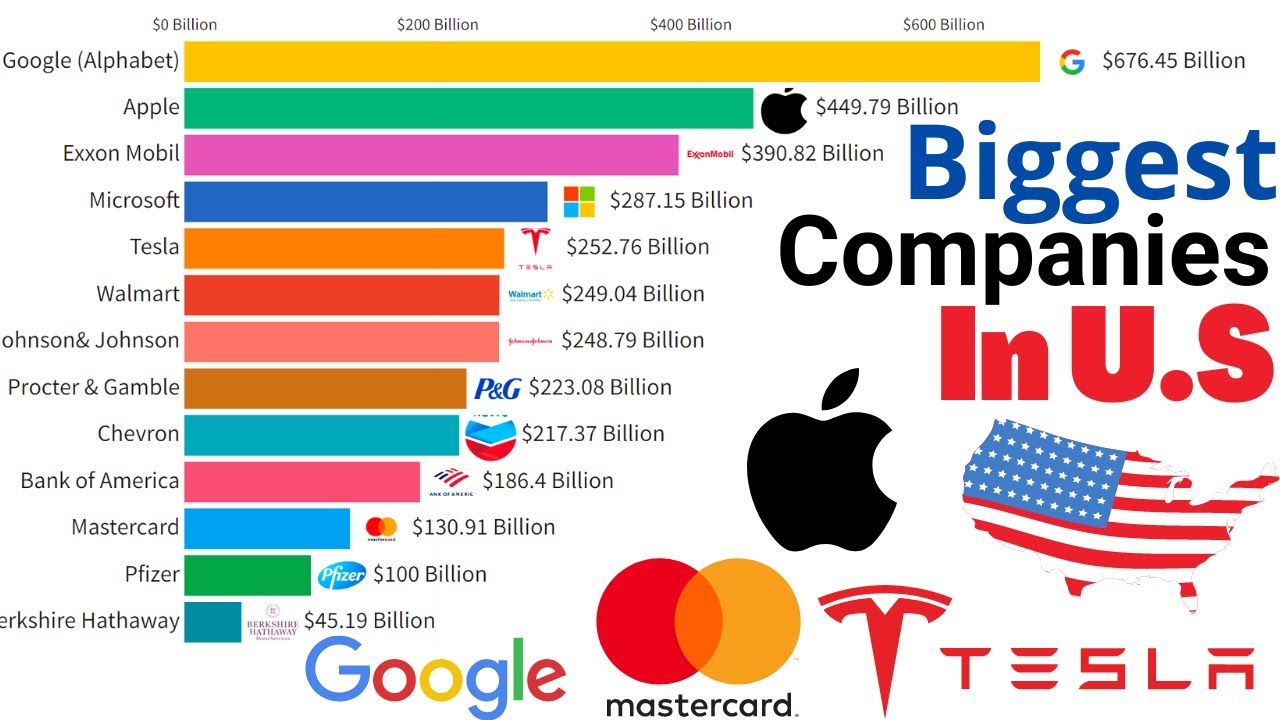 $0 Billion $200 Billion $400 Billion $600 Billion
Google (Alphabet) G $676.45 Billion
Apple $449.79 Billion
Exxon Mobil ExxonMobil $390.82 Billion
Microsoft $287.15 Billion
Tesla TESLA $252.76 Billion
Walmart Walmart $249.04 Billion
ohnson& Johnson Johnson&Johnson $248.79 Billion
Procter & Gamble P&G $223.08 Billion
Chevron $217.37 Billion
Bank of America BANK OF AMERIC $186.4 Billion
Mastercard mastercard $130.91 Billion
Pfizer Pfizer $100 Billion
erkshire Hathaway BERKSHIRE HATHAWAY HomeServices $45.19 Billion
Biggest
Companies
In U.S
Google
mastercard.
TESLA